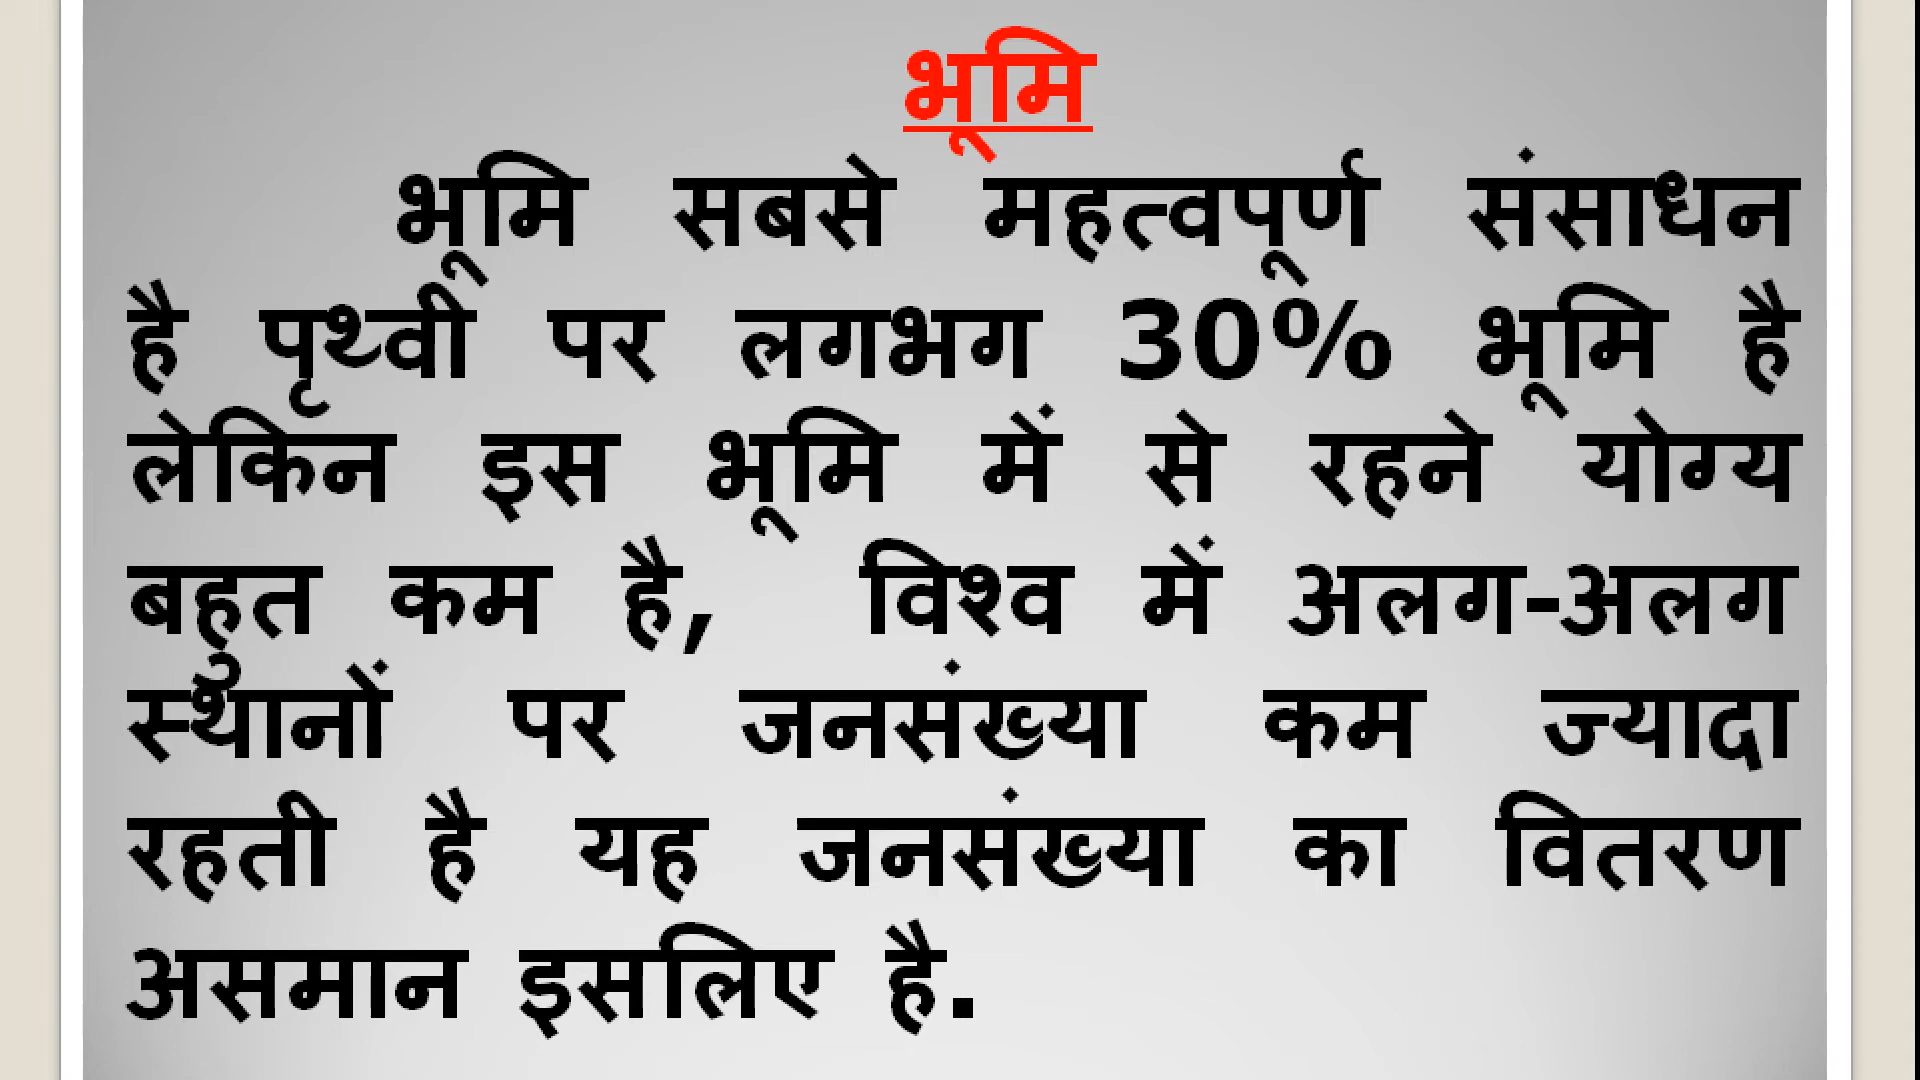 भूमि
भूमि सबसे महत्वपूर्ण संसाधन
है पृथ्वी पर लगभग 30% भूमि है
लेकिन इस भूमि में से रहने योग्य
बहुत कम है, विश्व में अलग-अलग
स्थानों पर जनसंख्या कम ज्यादा
रहती है यह जनसंख्या का वितरण
असमान इसलिए है.